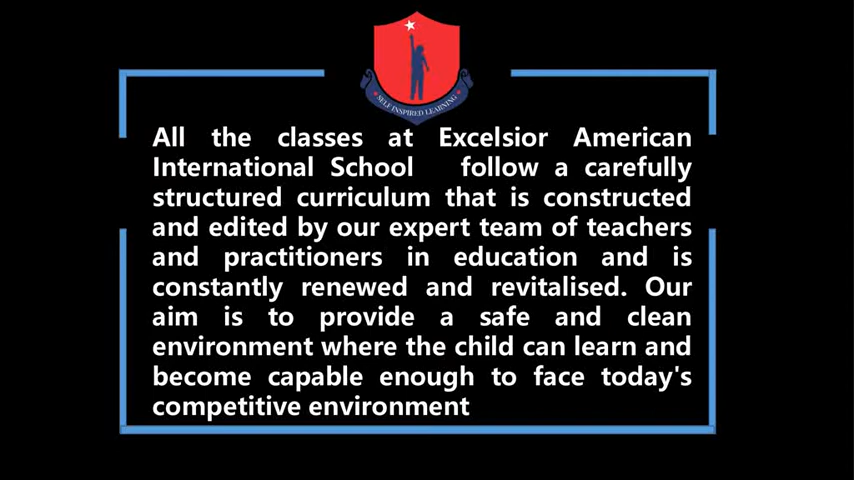 SELF INSPIRED LEARNING
All the classes at Excelsior American
International School follow a carefully
structured curriculum that is constructed
and edited by our expert team of teachers
and practitioners in education and is
constantly renewed and revitalised. Our
aim is to provide a safe and clean
environment where the child can learn and
become capable enough to face today's
competitive environment